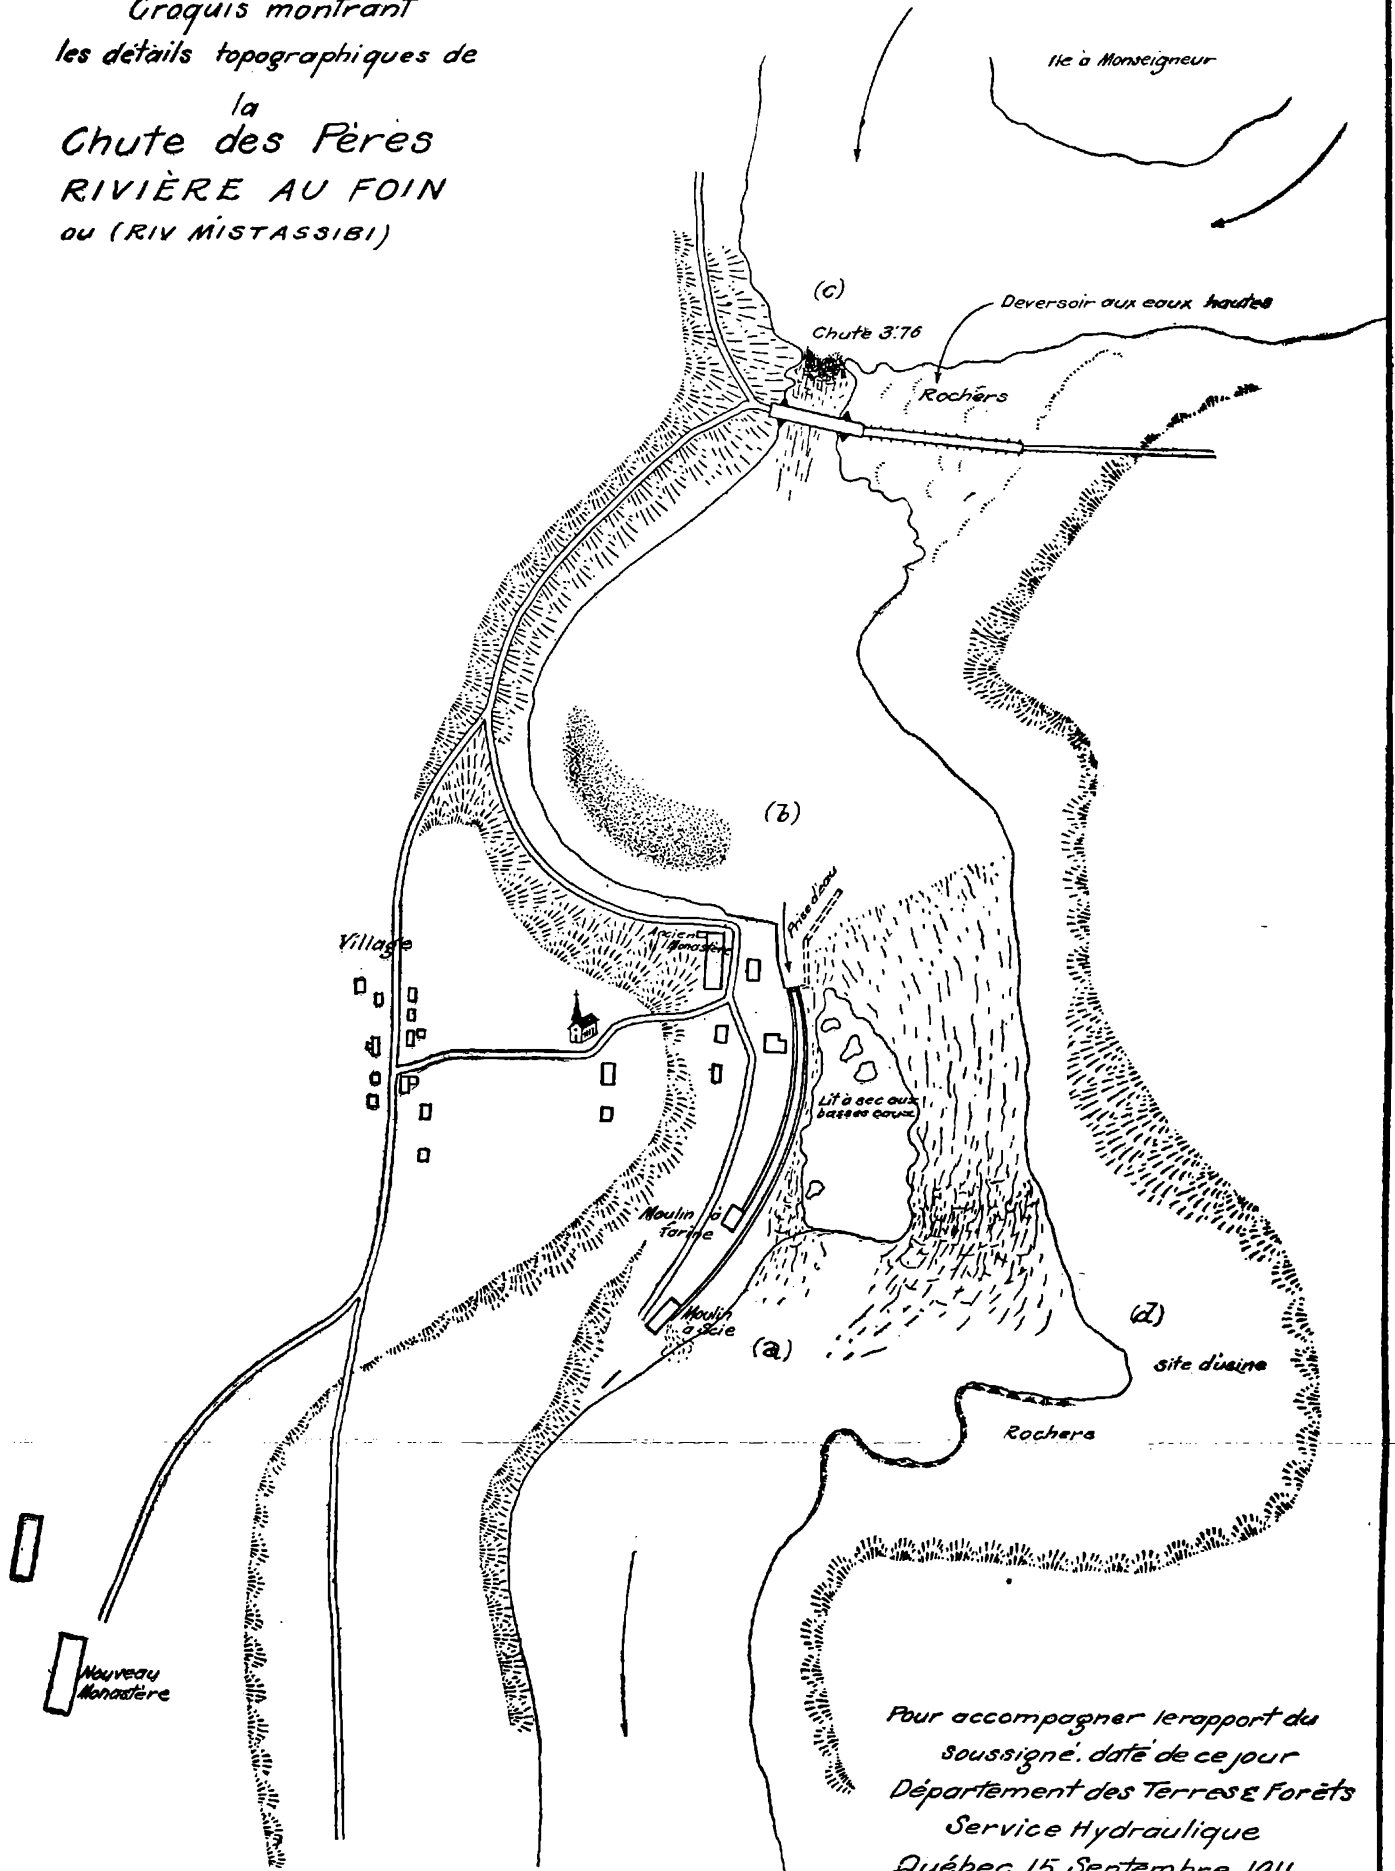 Croquis montrant
les détails topographiques de
la
Chute des Pères
RIVIÈRE AU FOIN
ou (RIV MISTASSIBI)
Ile à Monseigneur
(c)
Deversoir aux eaux hautes
Chute 3.76
Rochers
(b)
Prise d'eau
Village
Ancien
Monastère
Lit à sec aux
basses eaux
Moulin à
farine
Moulin
a Scie
(a)
(d)
site d'usine
Rochers
Nouveau
Monastère
Pour accompagner le rapport du
soussigné. daté de ce jour
Département des Terres & Forêts
Service Hydraulique
Québec 15 Septembre